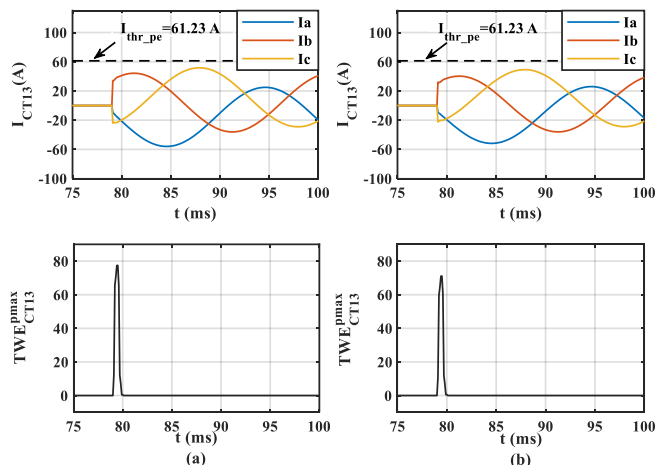 I_thr_pe=61.23 A
Ia
Ib
Ic
I_CT13(A)
100
60
20
-20
-60
-100
75 80 85 90 95 100
t (ms)
I_thr_pe=61.23 A
Ia
Ib
Ic
I_CT13(A)
100
60
20
-20
-60
-100
75 80 85 90 95 100
t (ms)
TWE^pmax_CT13
80
60
40
20
0
75 80 85 90 95 100
t (ms)
(a)
TWE^pmax_CT13
80
60
40
20
0
75 80 85 90 95 100
t (ms)
(b)